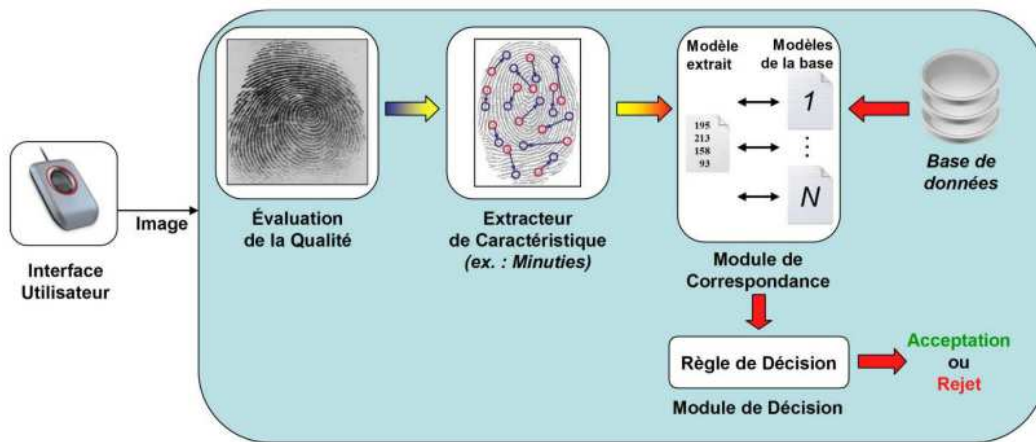 Interface
Utilisateur
Image
Évaluation
de la Qualité
Extracteur
de Caractéristique
(ex. : Minuties)
Modèle
extrait
Modèles
de la base
195
213
158
93
1
⋮
N
Module de
Correspondance
Base de
données
Règle de Décision
Module de Décision
Acceptation
ou
Rejet